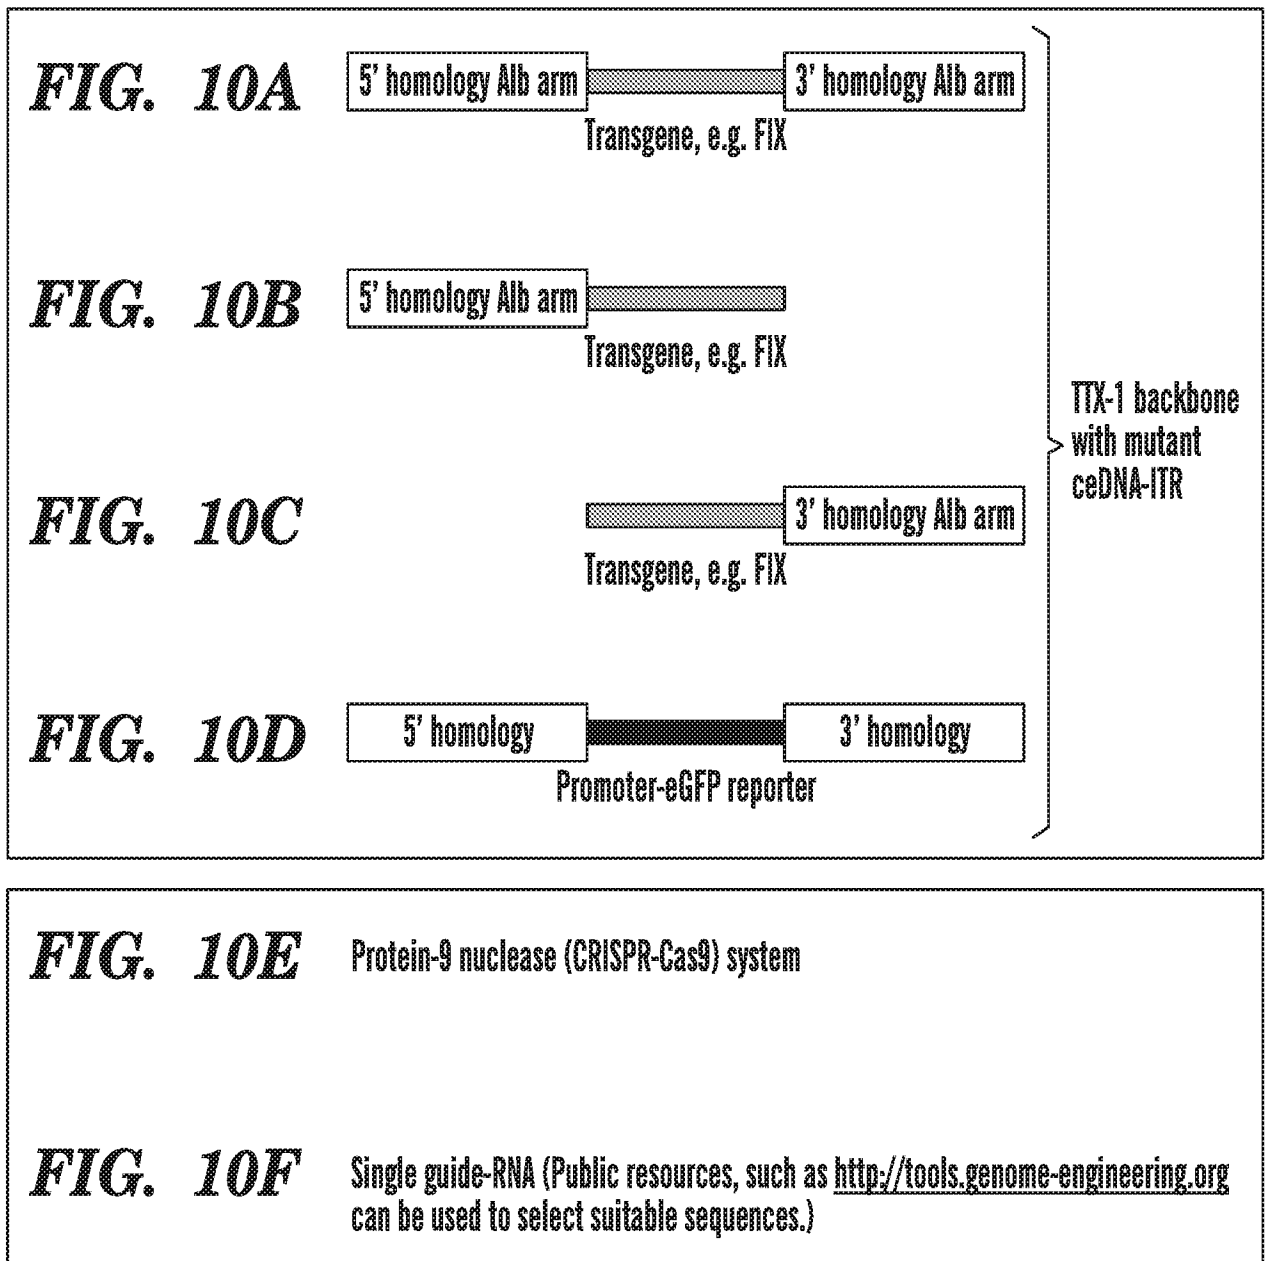 FIG. 10A
5' homology Alb arm
3' homology Alb arm
Transgene, e.g. FIX
FIG. 10B
5' homology Alb arm
Transgene, e.g. FIX
TTX-1 backbone
with mutant
ceDNA-ITR
FIG. 10C
3' homology Alb arm
Transgene, e.g. FIX
FIG. 10D
5' homology
3' homology
Promoter-eGFP reporter
FIG. 10E
Protein-9 nuclease (CRISPR-Cas9) system
FIG. 10F
Single guide-RNA (Public resources, such as http://tools.genome-engineering.org
can be used to select suitable sequences.)